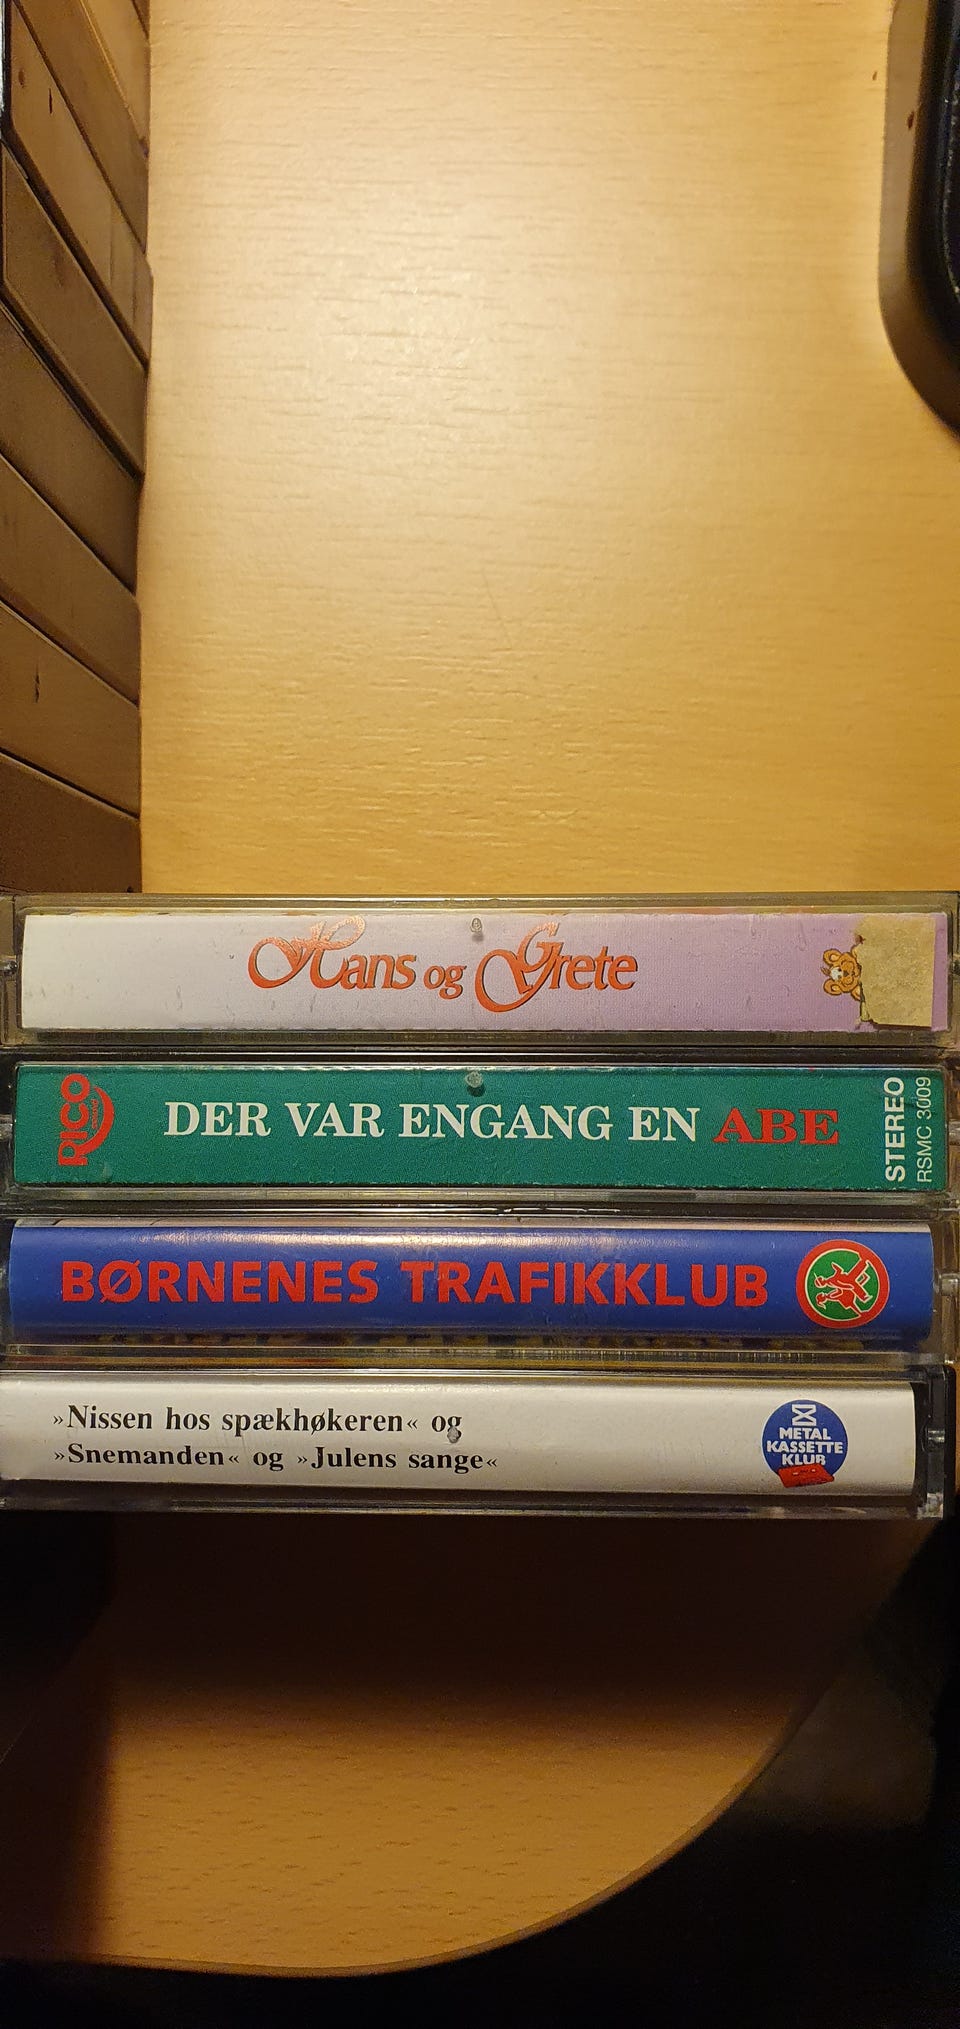 Hans og Grete
RICO
DER VAR ENGANG EN ABE
STEREO
RSMC 3009
BØRNENES TRAFIKKLUB
»Nissen hos spækhøkeren« og
»Snemanden« og »Julens sange«
METAL
KASSETTE
KLUB